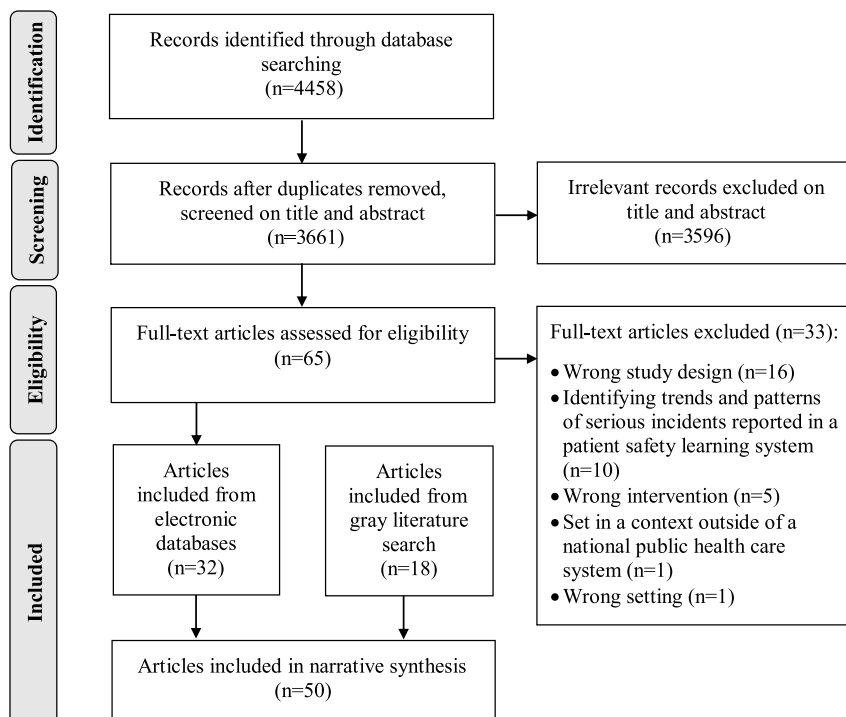 Identification
Records identified through database
searching
(n=4458)
Screening
Records after duplicates removed,
screened on title and abstract
(n=3661)
Irrelevant records excluded on
title and abstract
(n=3596)
Eligibility
Full-text articles assessed for eligibility
(n=65)
Full-text articles excluded (n=33):
• Wrong study design (n=16)
• Identifying trends and patterns
of serious incidents reported in a
patient safety learning system
(n=10)
• Wrong intervention (n=5)
• Set in a context outside of a
national public health care
system (n=1)
• Wrong setting (n=1)
Included
Articles
included from
electronic
databases
(n=32)
Articles
included from
gray literature
search
(n=18)
Articles included in narrative synthesis
(n=50)